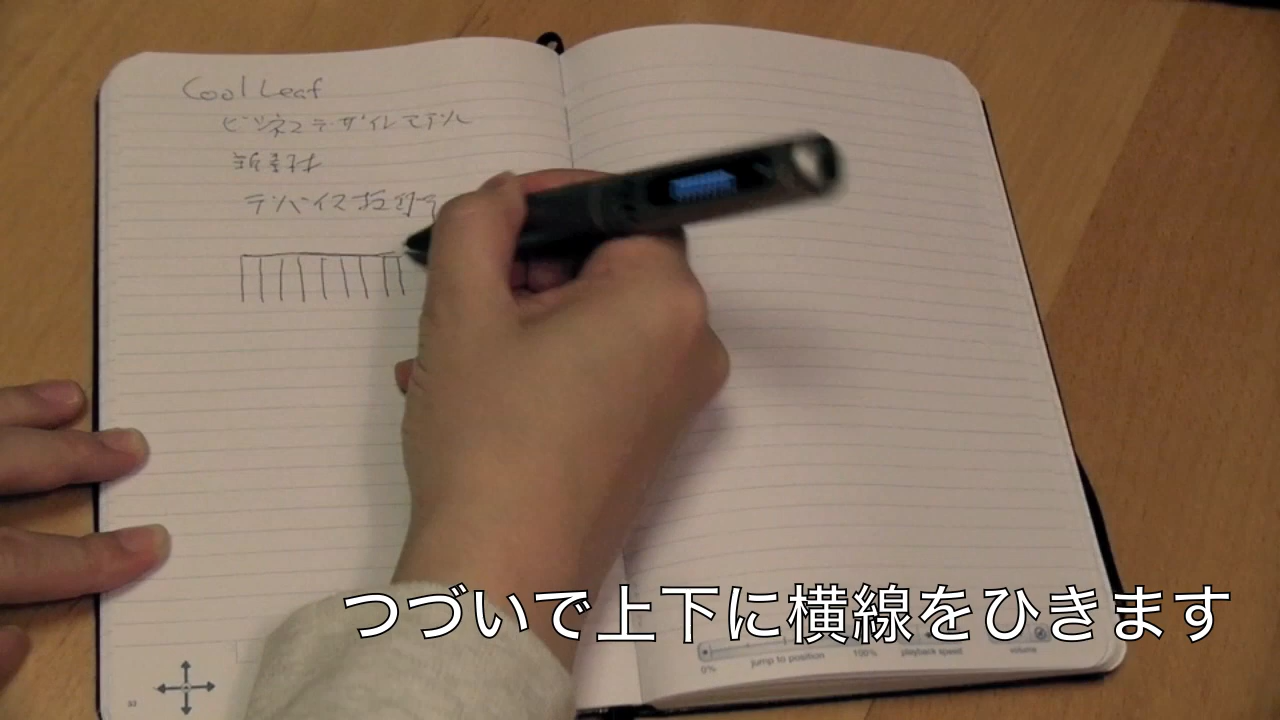 Cool Leaf
ビジネスデザインモデル
新素材
デバイス
つづいで上下に横線をひきます
0%
jump to position
100%
playback speed
volume